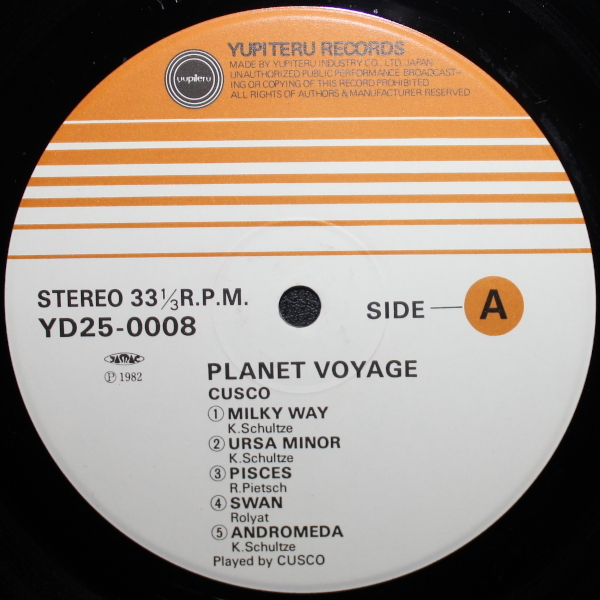 YUPITERU RECORDS
yupiteru
MADE BY YUPITERU INDUSTRY CO., LTD. JAPAN
UNAUTHORIZED PUBLIC PERFORMANCE BROADCAST-
ING OR COPYING OF THIS RECORD PROHIBITED
ALL RIGHTS OF AUTHORS & MANUFACTURER RESERVED
STEREO 33⅓R.P.M.
YD25-0008
SIDE — A
JASRAC
Ⓟ 1982
PLANET VOYAGE
CUSCO
① MILKY WAY
K.Schultze
② URSA MINOR
K.Schultze
③ PISCES
R.Pietsch
④ SWAN
Rolyat
⑤ ANDROMEDA
K.Schultze
Played by CUSCO